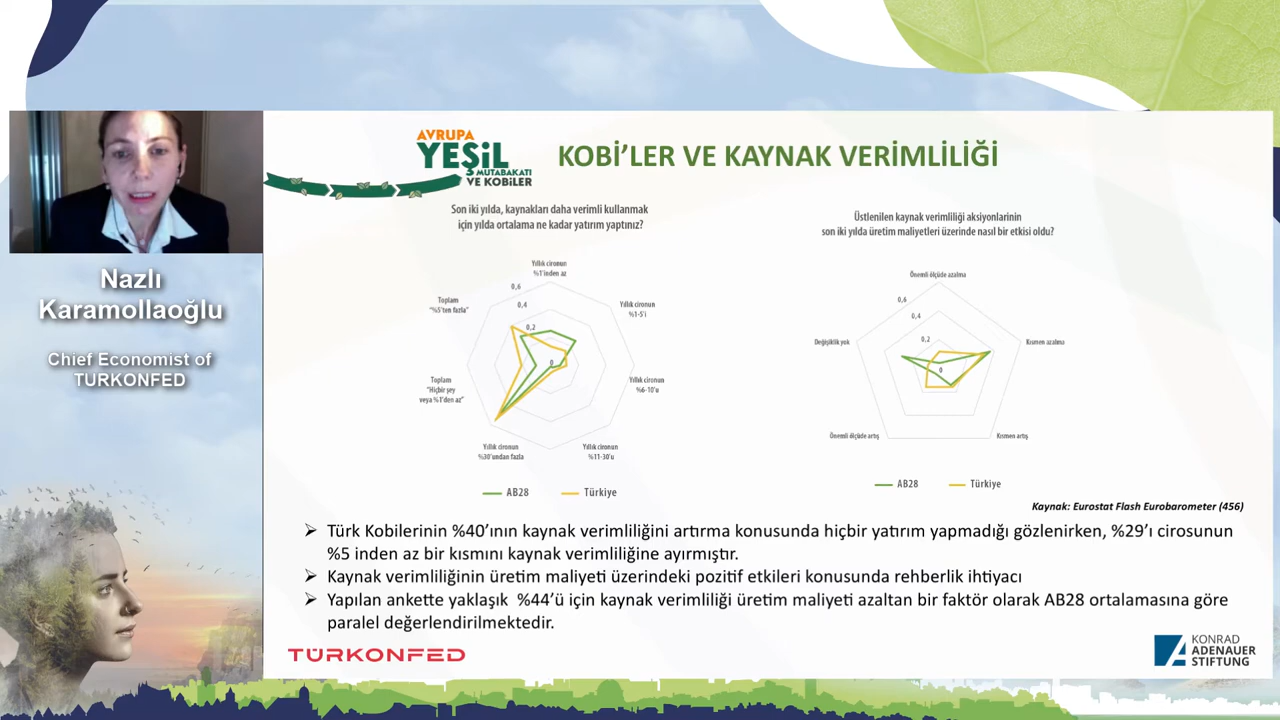 Nazlı
Karamollaoğlu
Chief Economist of
TURKONFED
AVRUPA
YEŞİL
MUTABAKATI
VE KOBİLER
KOBİ'LER VE KAYNAK VERİMLİLİĞİ
Son iki yılda, kaynakları daha verimli kullanmak
için yılda ortalama ne kadar yatırım yaptınız?
Yıllık cironun
%1'inden az
0,6
Toplam
"%5'ten fazla"
0,4
Yıllık cironun
%1-5'i
0,2
0
Toplam
"Hiçbir şey
veya %1'den az"
Yıllık cironun
%6-10'u
Yıllık cironun
%30'undan fazla
Yıllık cironun
%11-30'u
AB28
Türkiye
Üstlenilen kaynak verimliliği aksiyonlarının
son iki yılda üretim maliyetleri üzerinde nasıl bir etkisi oldu?
Önemli ölçüde azalma
0,6
0,4
Değişiklik yok
0,2
Kısmen azalma
0
Önemli ölçüde artış
Kısmen artış
AB28
Türkiye
Kaynak: Eurostat Flash Eurobarometer (456)
➢ Türk Kobilerinin %40'ının kaynak verimliliğini artırma konusunda hiçbir yatırım yapmadığı gözlenirken, %29'ı cirosunun
%5 inden az bir kısmını kaynak verimliliğine ayırmıştır.
➢ Kaynak verimliliğinin üretim maliyeti üzerindeki pozitif etkileri konusunda rehberlik ihtiyacı
➢ Yapılan ankette yaklaşık %44'ü için kaynak verimliliği üretim maliyeti azaltan bir faktör olarak AB28 ortalamasına göre
paralel değerlendirilmektedir.
TÜRKONFED
KONRAD
ADENAUER
STIFTUNG